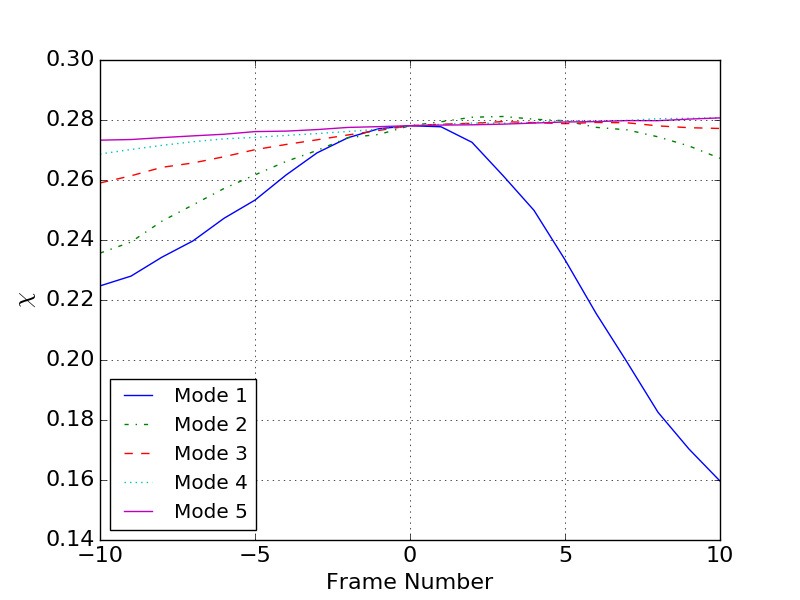 0.30
0.28
0.26
0.24
0.22
0.20
0.18
0.16
0.14
χ
Mode 1
Mode 2
Mode 3
Mode 4
Mode 5
−10 −5 0 5 10
Frame Number